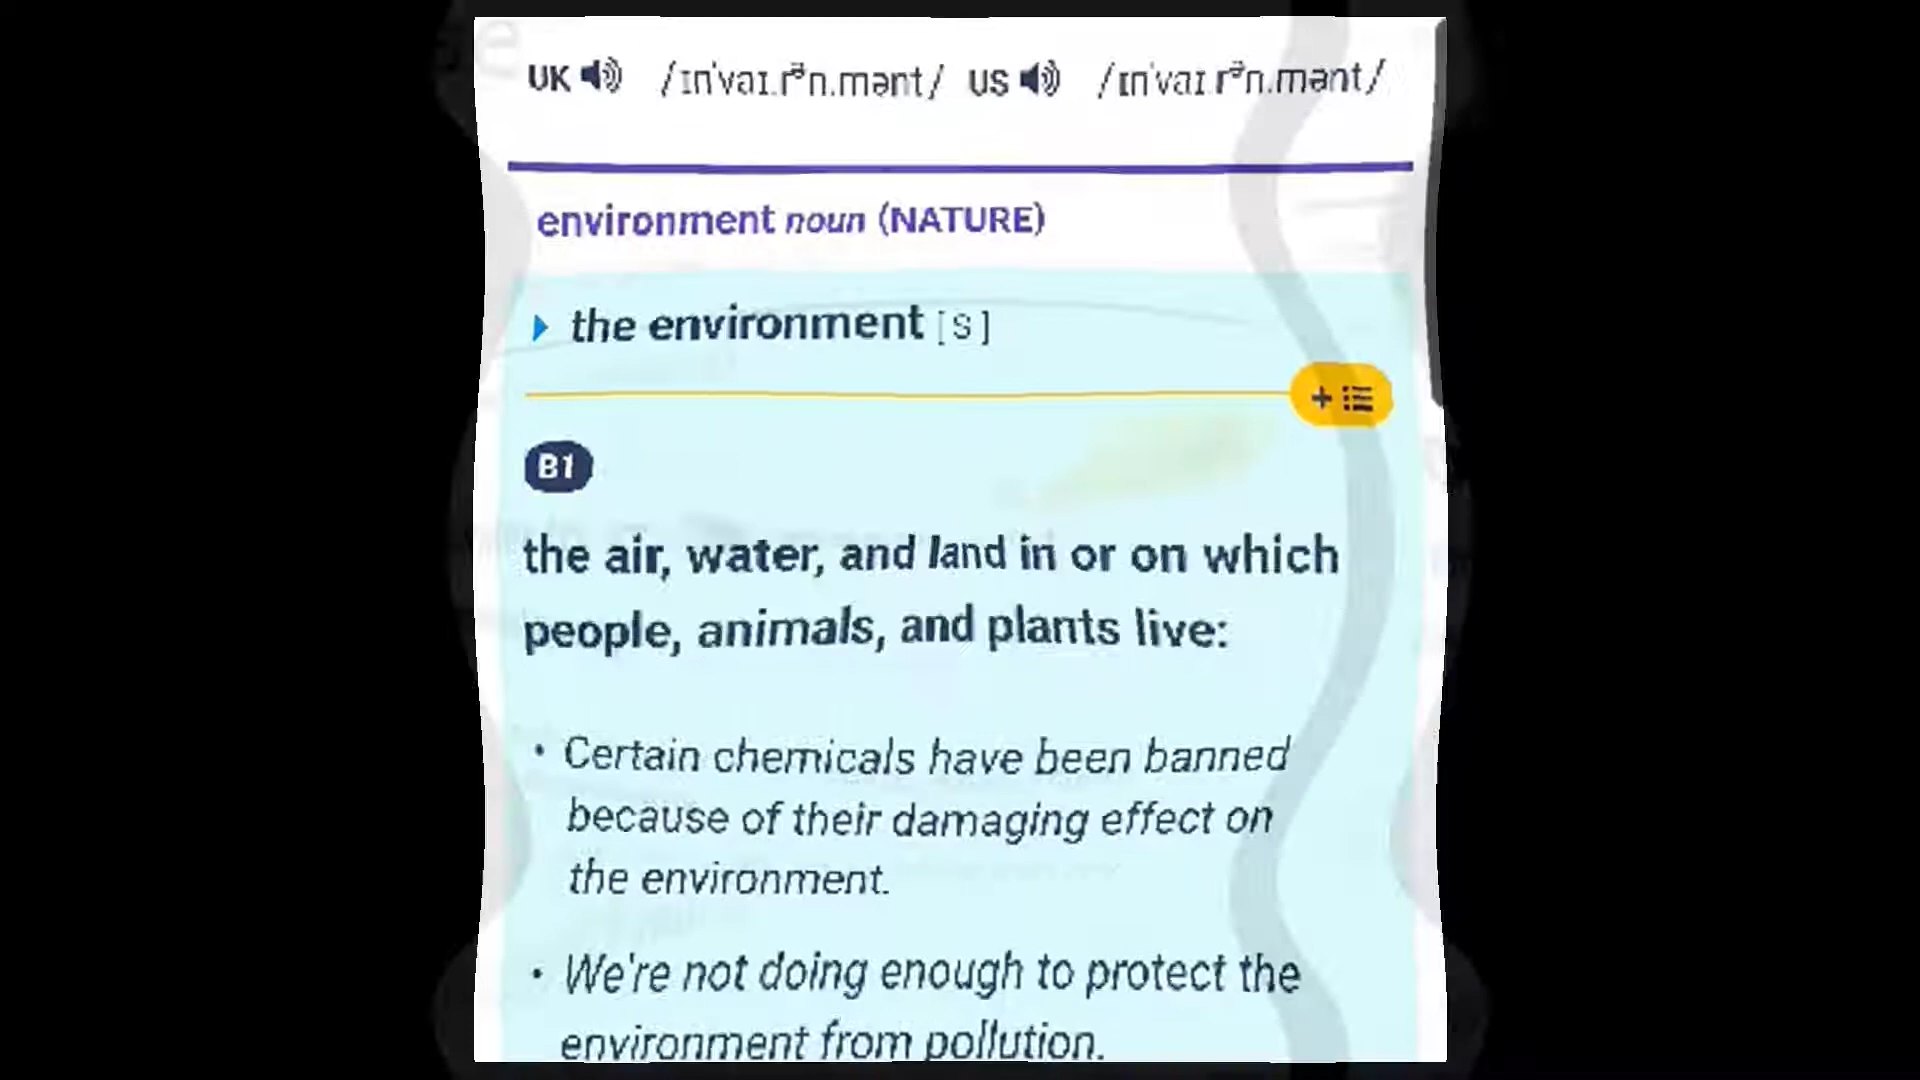 UK /ɪnˈvaɪ.rᵊn.mənt/ US /ɪnˈvaɪ.rᵊn.mənt/
environment noun (NATURE)
the environment [ S ]
B1
the air, water, and land in or on which
people, animals, and plants live:
• Certain chemicals have been banned
because of their damaging effect on
the environment.
• We're not doing enough to protect the
environment from pollution.